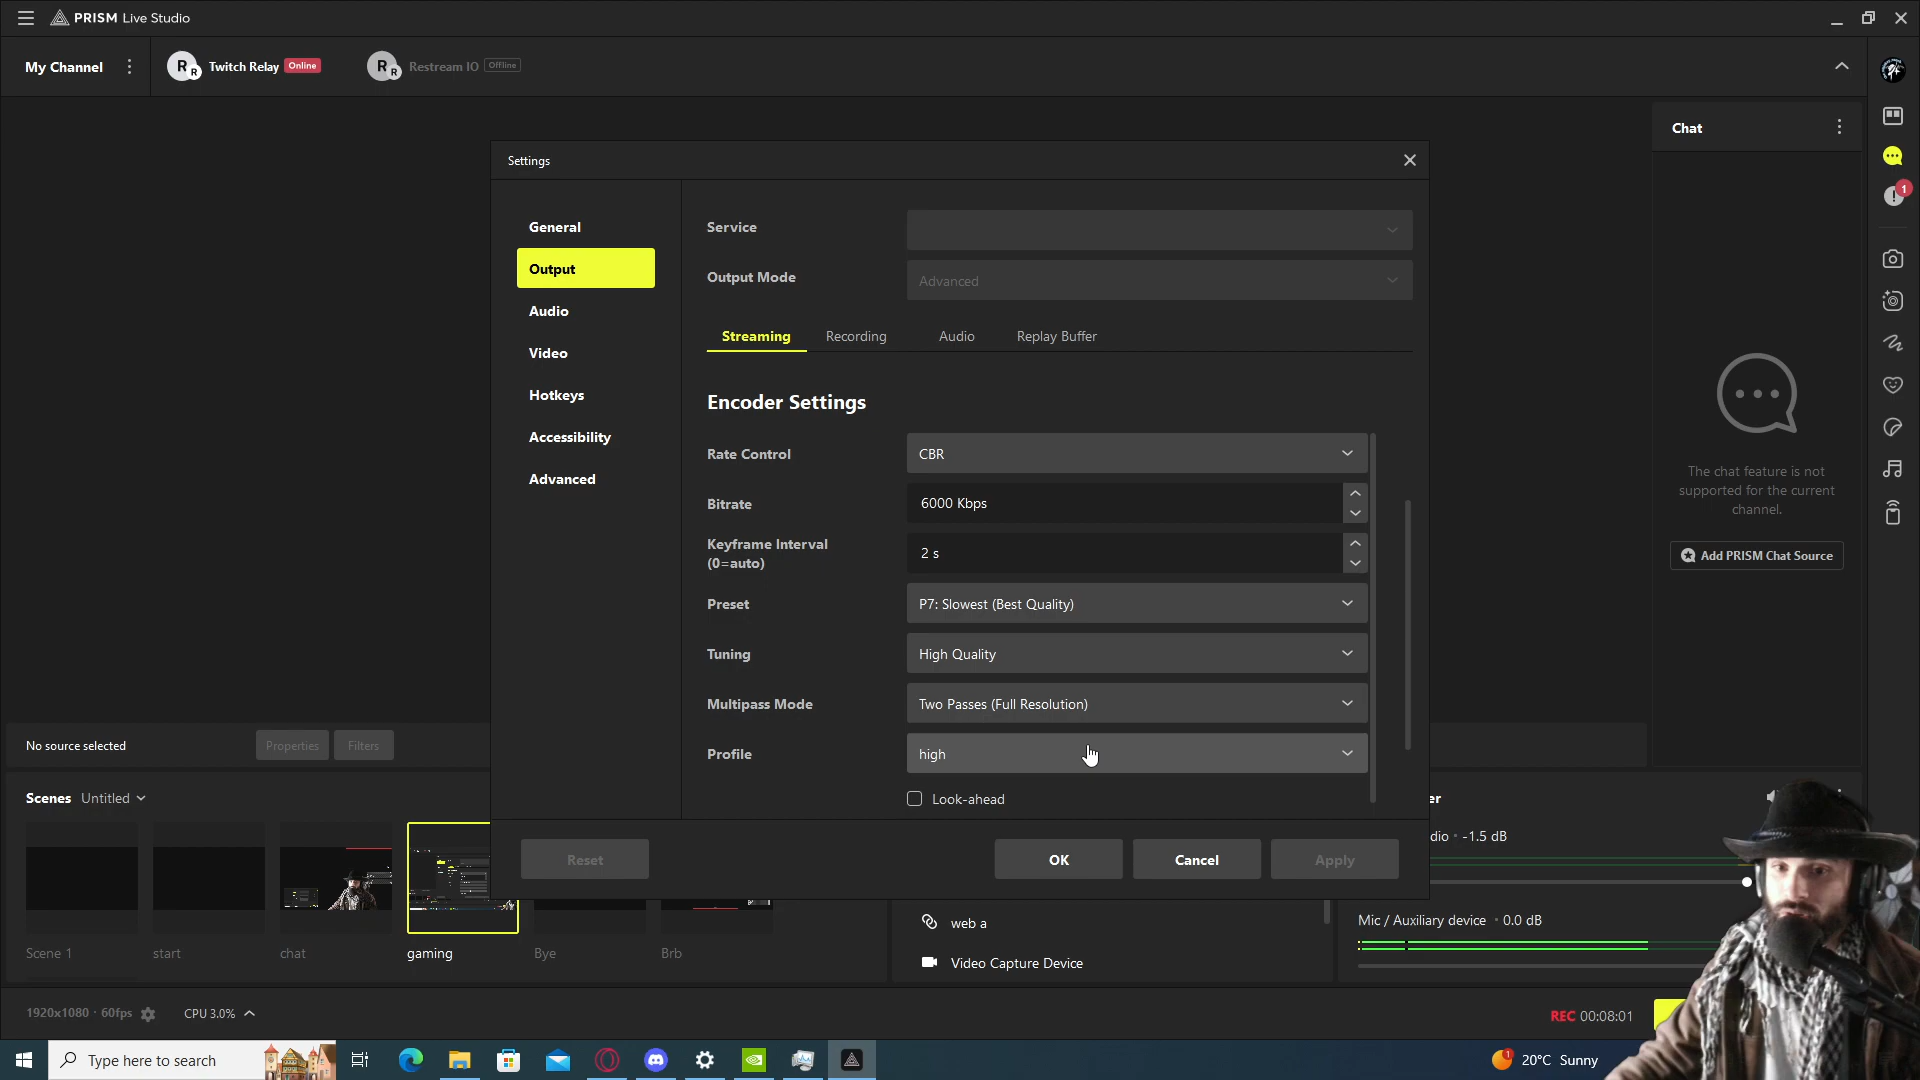 PRISM Live Studio
My Channel
R R Twitch Relay Online
R R Restream IO Offline
Chat
Settings
General
Output
Audio
Video
Hotkeys
Accessibility
Advanced
Service
Output Mode
Advanced
Streaming
Recording
Audio
Replay Buffer
Encoder Settings
Rate Control
CBR
Bitrate
6000 Kbps
Keyframe Interval
(0=auto)
2 s
Preset
P7: Slowest (Best Quality)
Tuning
High Quality
Multipass Mode
Two Passes (Full Resolution)
Profile
high
Look-ahead
Reset
OK
Cancel
Apply
1
The chat feature is not
supported for the current
channel.
Add PRISM Chat Source
No source selected
Properties
Filters
Scenes Untitled
Scene 1
start
chat
gaming
Bye
Brb
web a
Video Capture Device
er
dio · -1.5 dB
Mic / Auxiliary device · 0.0 dB
1920x1080 · 60fps
CPU 3.0%
REC 00:08:01
Type here to search
1
20°C Sunny